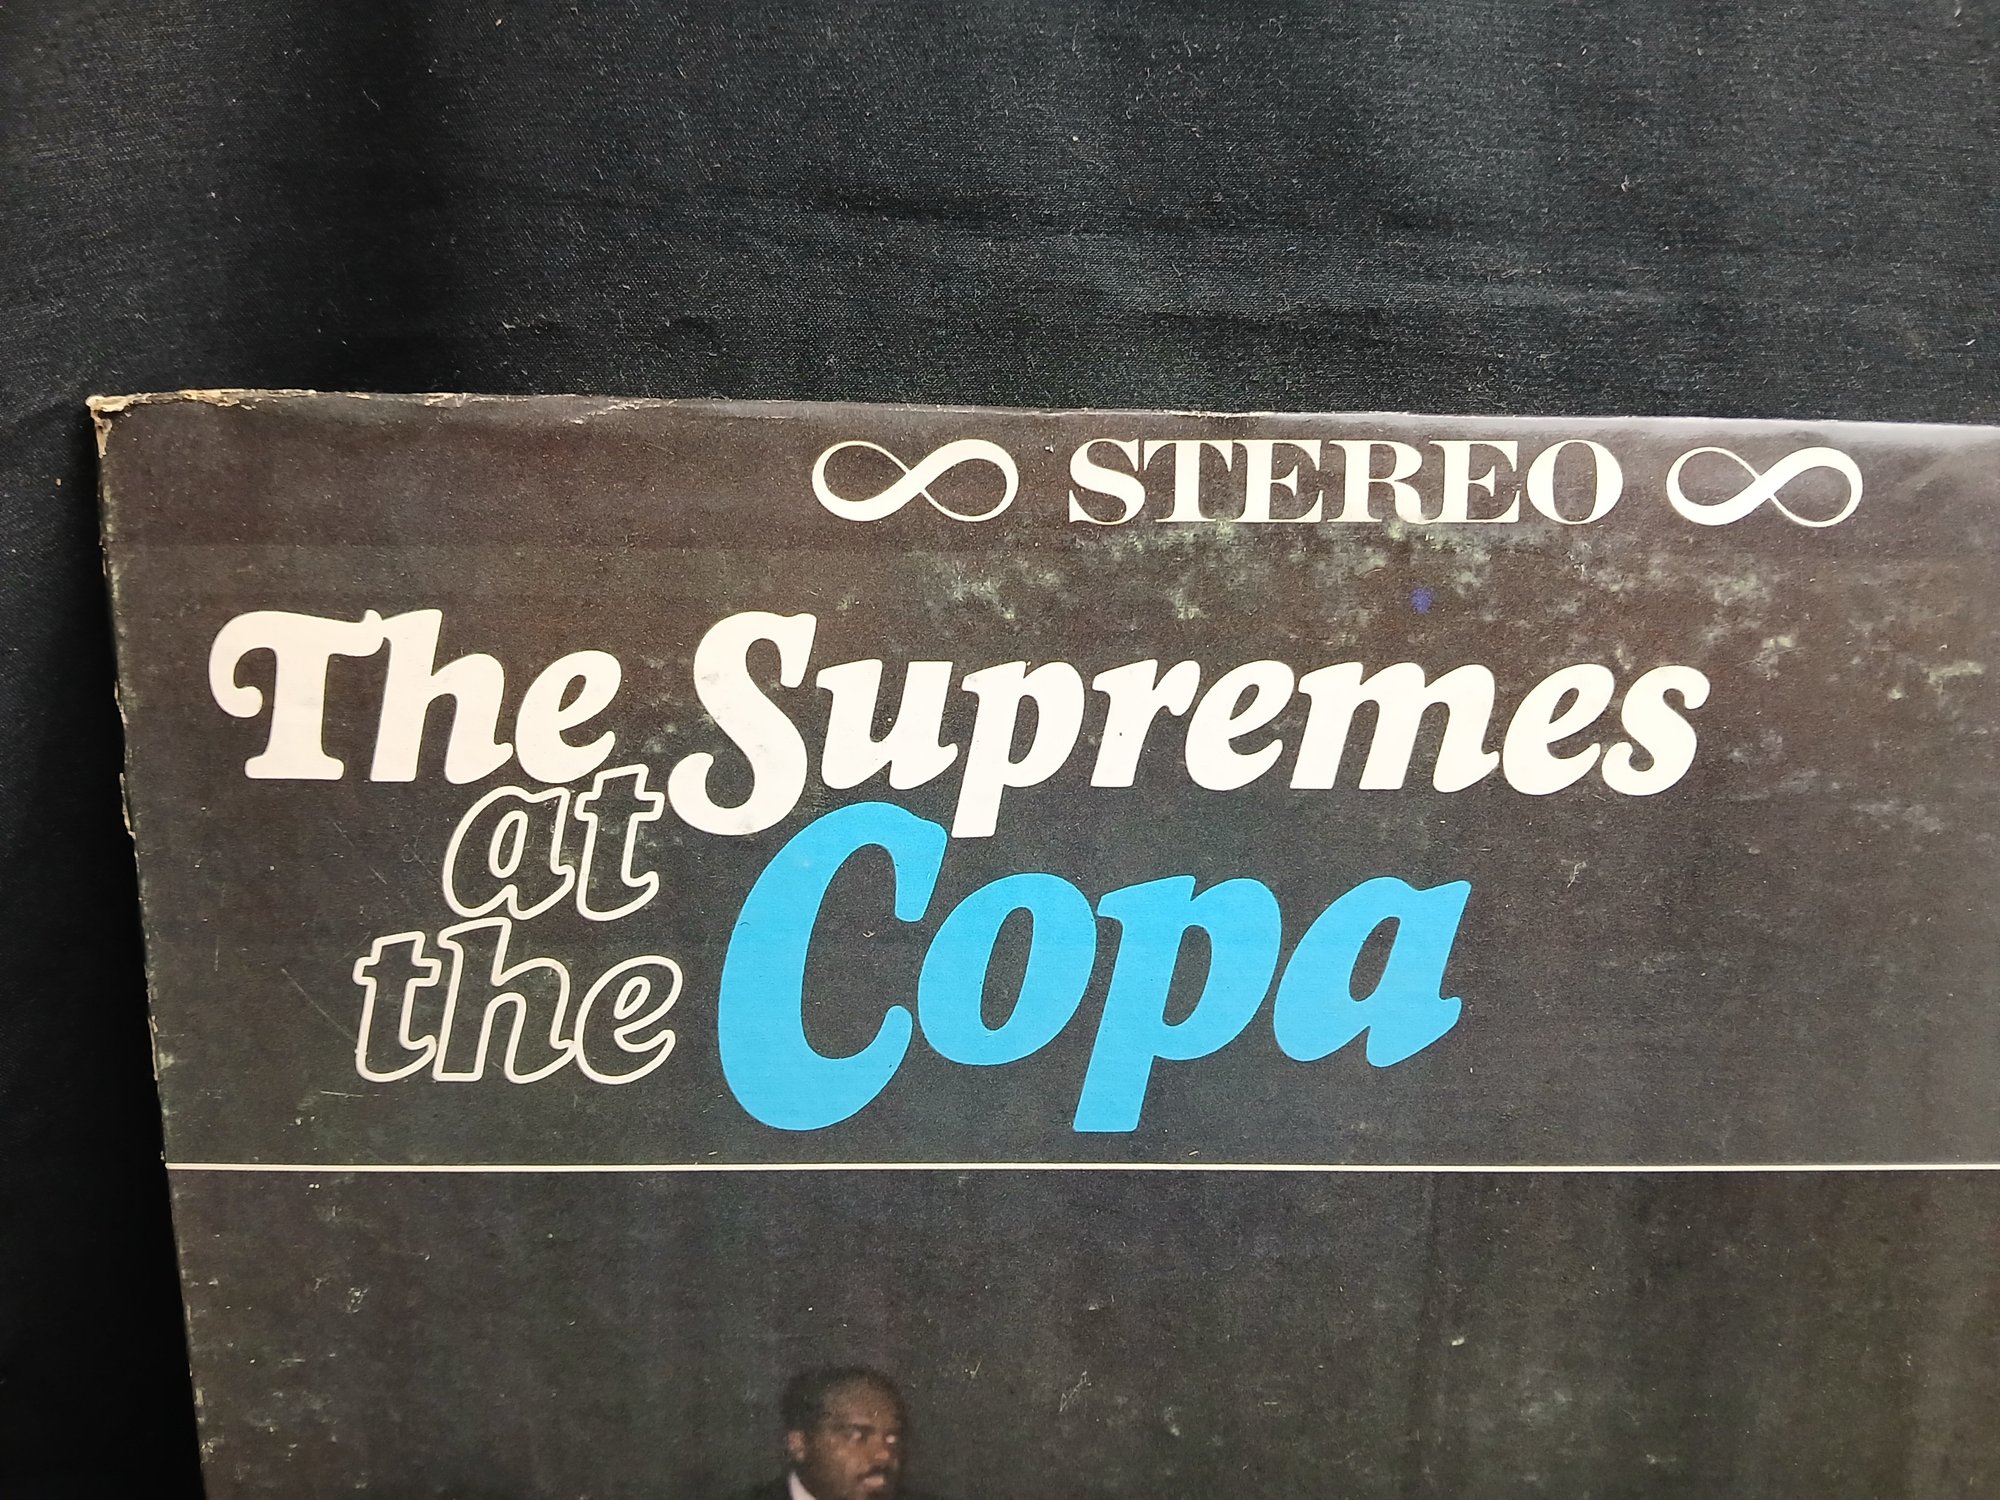 ∞ STEREO ∞
The Supremes
at
the Copa